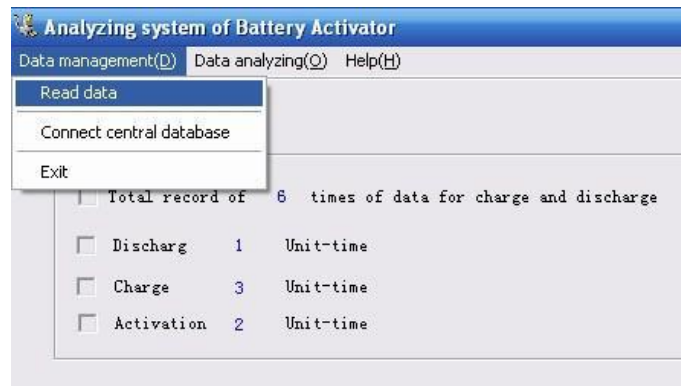 Analyzing system of Battery Activator
Data management(D) Data analyzing(O) Help(H)
Read data
Connect central database
Exit
Total record of 6 times of data for charge and discharge
Discharg 1 Unit-time
Charge 3 Unit-time
Activation 2 Unit-time